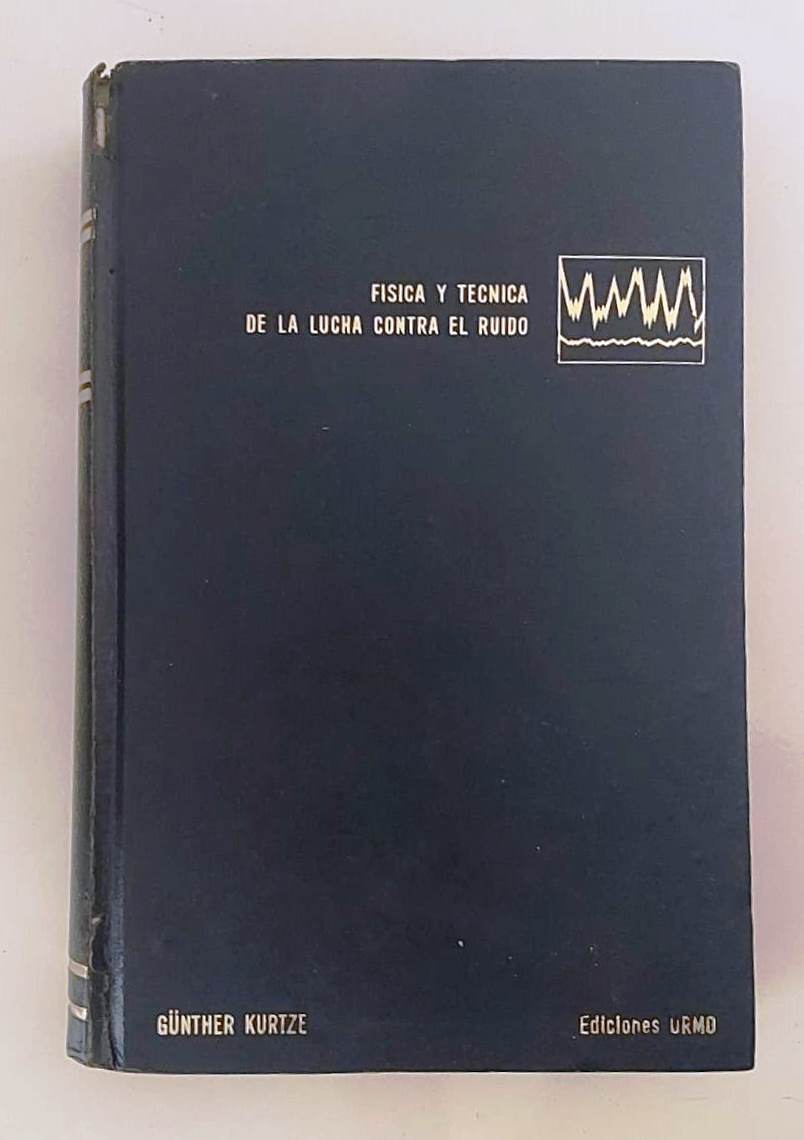 FISICA Y TECNICA
DE LA LUCHA CONTRA EL RUIDO
GÜNTHER KURTZE
Ediciones URMO